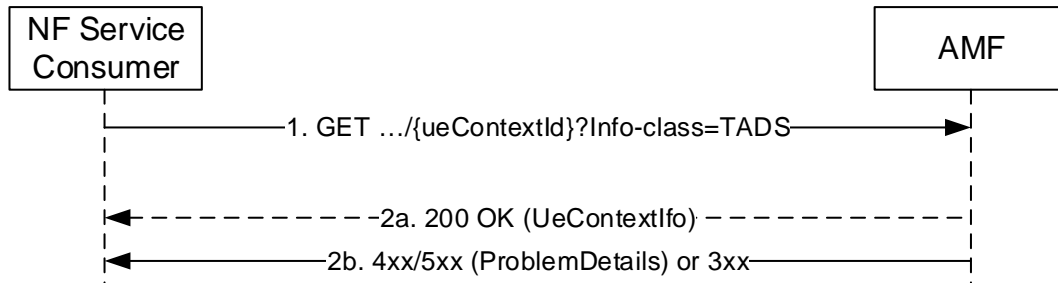 NF Service
Consumer
AMF
1. GET …/{ueContextId}?Info-class=TADS
2a. 200 OK (UeContextIfo)
2b. 4xx/5xx (ProblemDetails) or 3xx